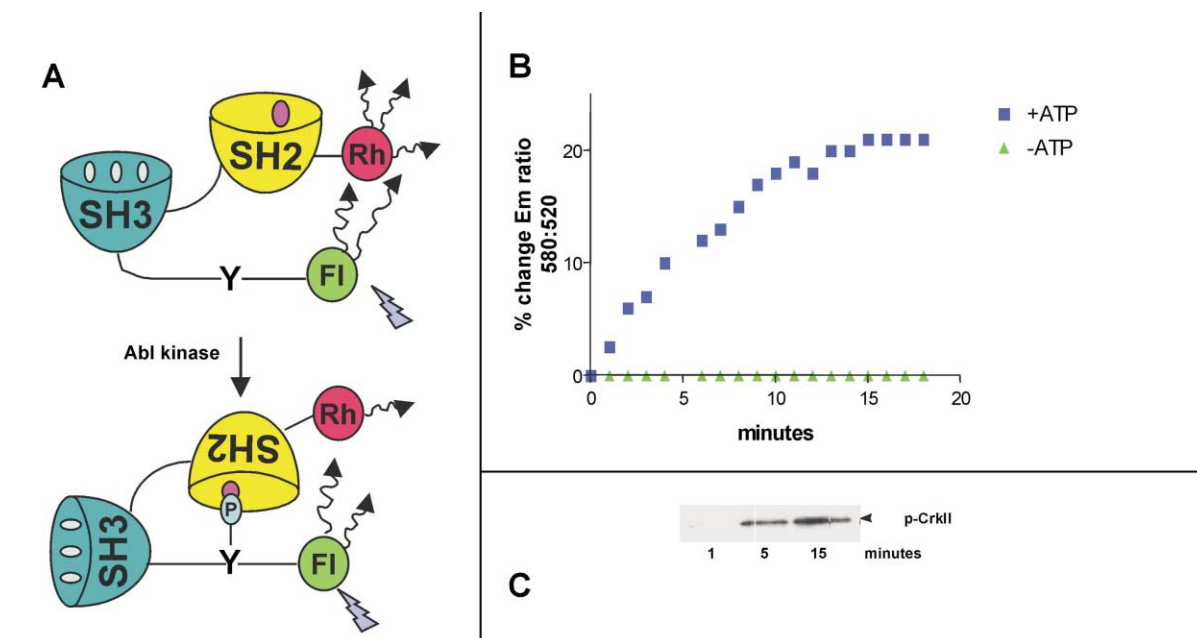 A
SH2
Rh
SH3
Y
Fl
Abl kinase
Rh
SH2
P
SH3
Y
Fl
B
% change Em ratio
580:520
20
10
0
0 5 10 15 20
minutes
+ATP
-ATP
p-CrkII
1 5 15 minutes
C